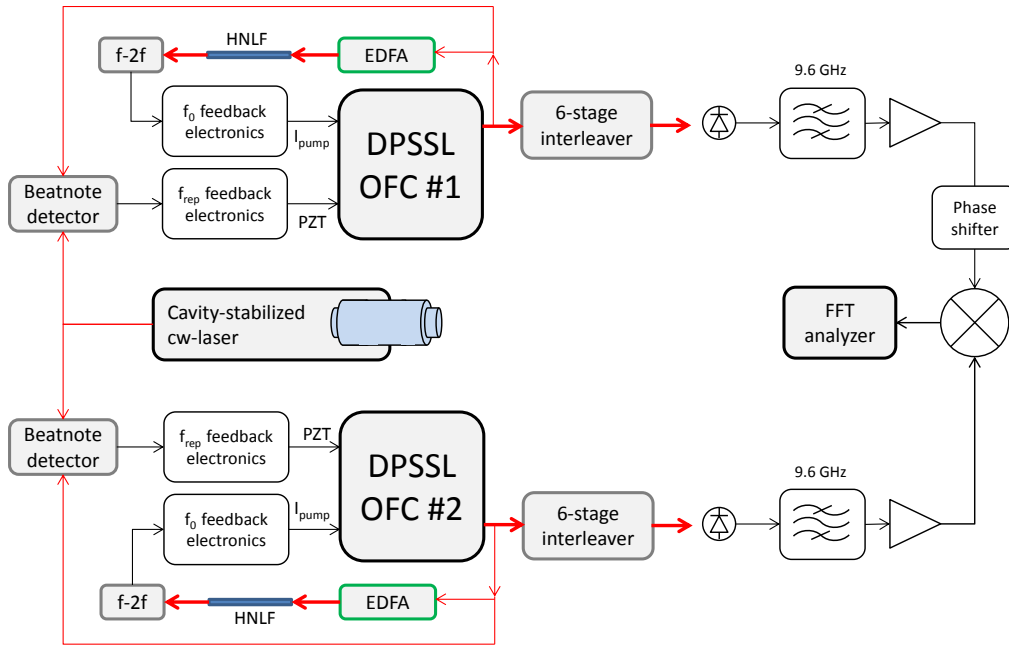 HNLF
f-2f
EDFA
9.6 GHz
f0 feedback
electronics
Ipump
DPSSL
OFC #1
6-stage
interleaver
Beatnote
detector
frep feedback
electronics
PZT
Phase
shifter
Cavity-stabilized
cw-laser
FFT
analyzer
Beatnote
detector
frep feedback
electronics
PZT
DPSSL
OFC #2
9.6 GHz
f0 feedback
electronics
Ipump
6-stage
interleaver
f-2f
HNLF
EDFA